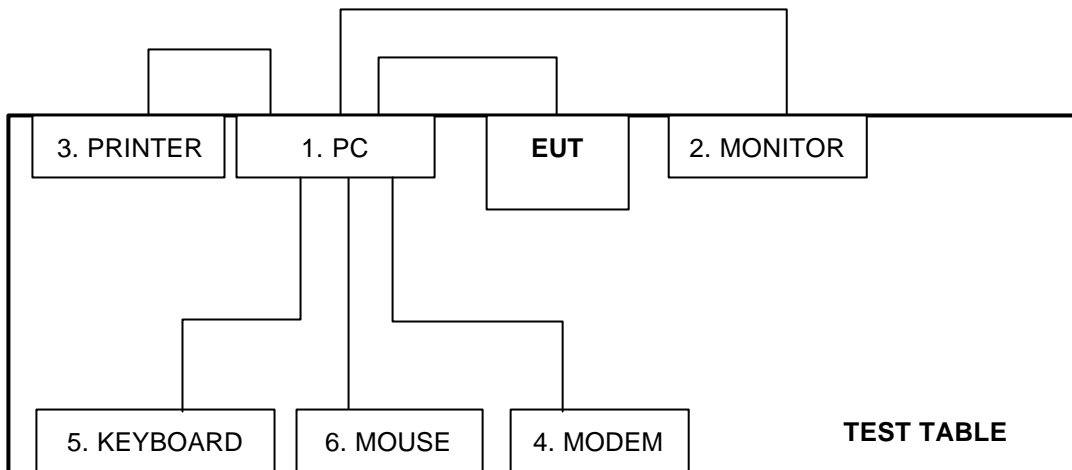 3. PRINTER
1. PC
EUT
2. MONITOR
5. KEYBOARD
6. MOUSE
4. MODEM
TEST TABLE